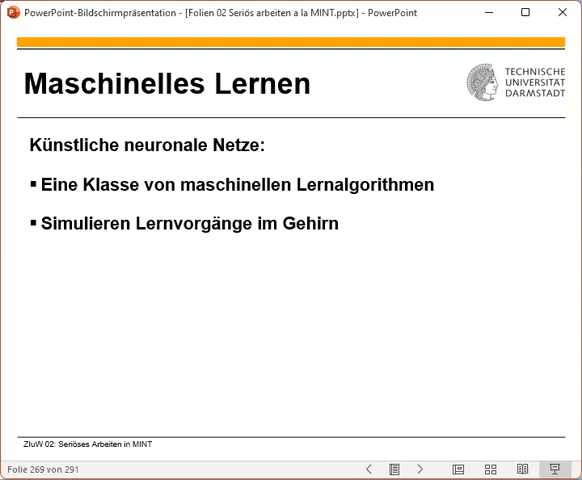 PowerPoint-Bildschirmpräsentation - [Folien 02 Seriös arbeiten a la MINT.pptx] - PowerPoint
Maschinelles Lernen
TECHNISCHE
UNIVERSITÄT
DARMSTADT
Künstliche neuronale Netze:
▪ Eine Klasse von maschinellen Lernalgorithmen
▪ Simulieren Lernvorgänge im Gehirn
ZIuW 02: Seriöses Arbeiten in MINT
Folie 269 von 291